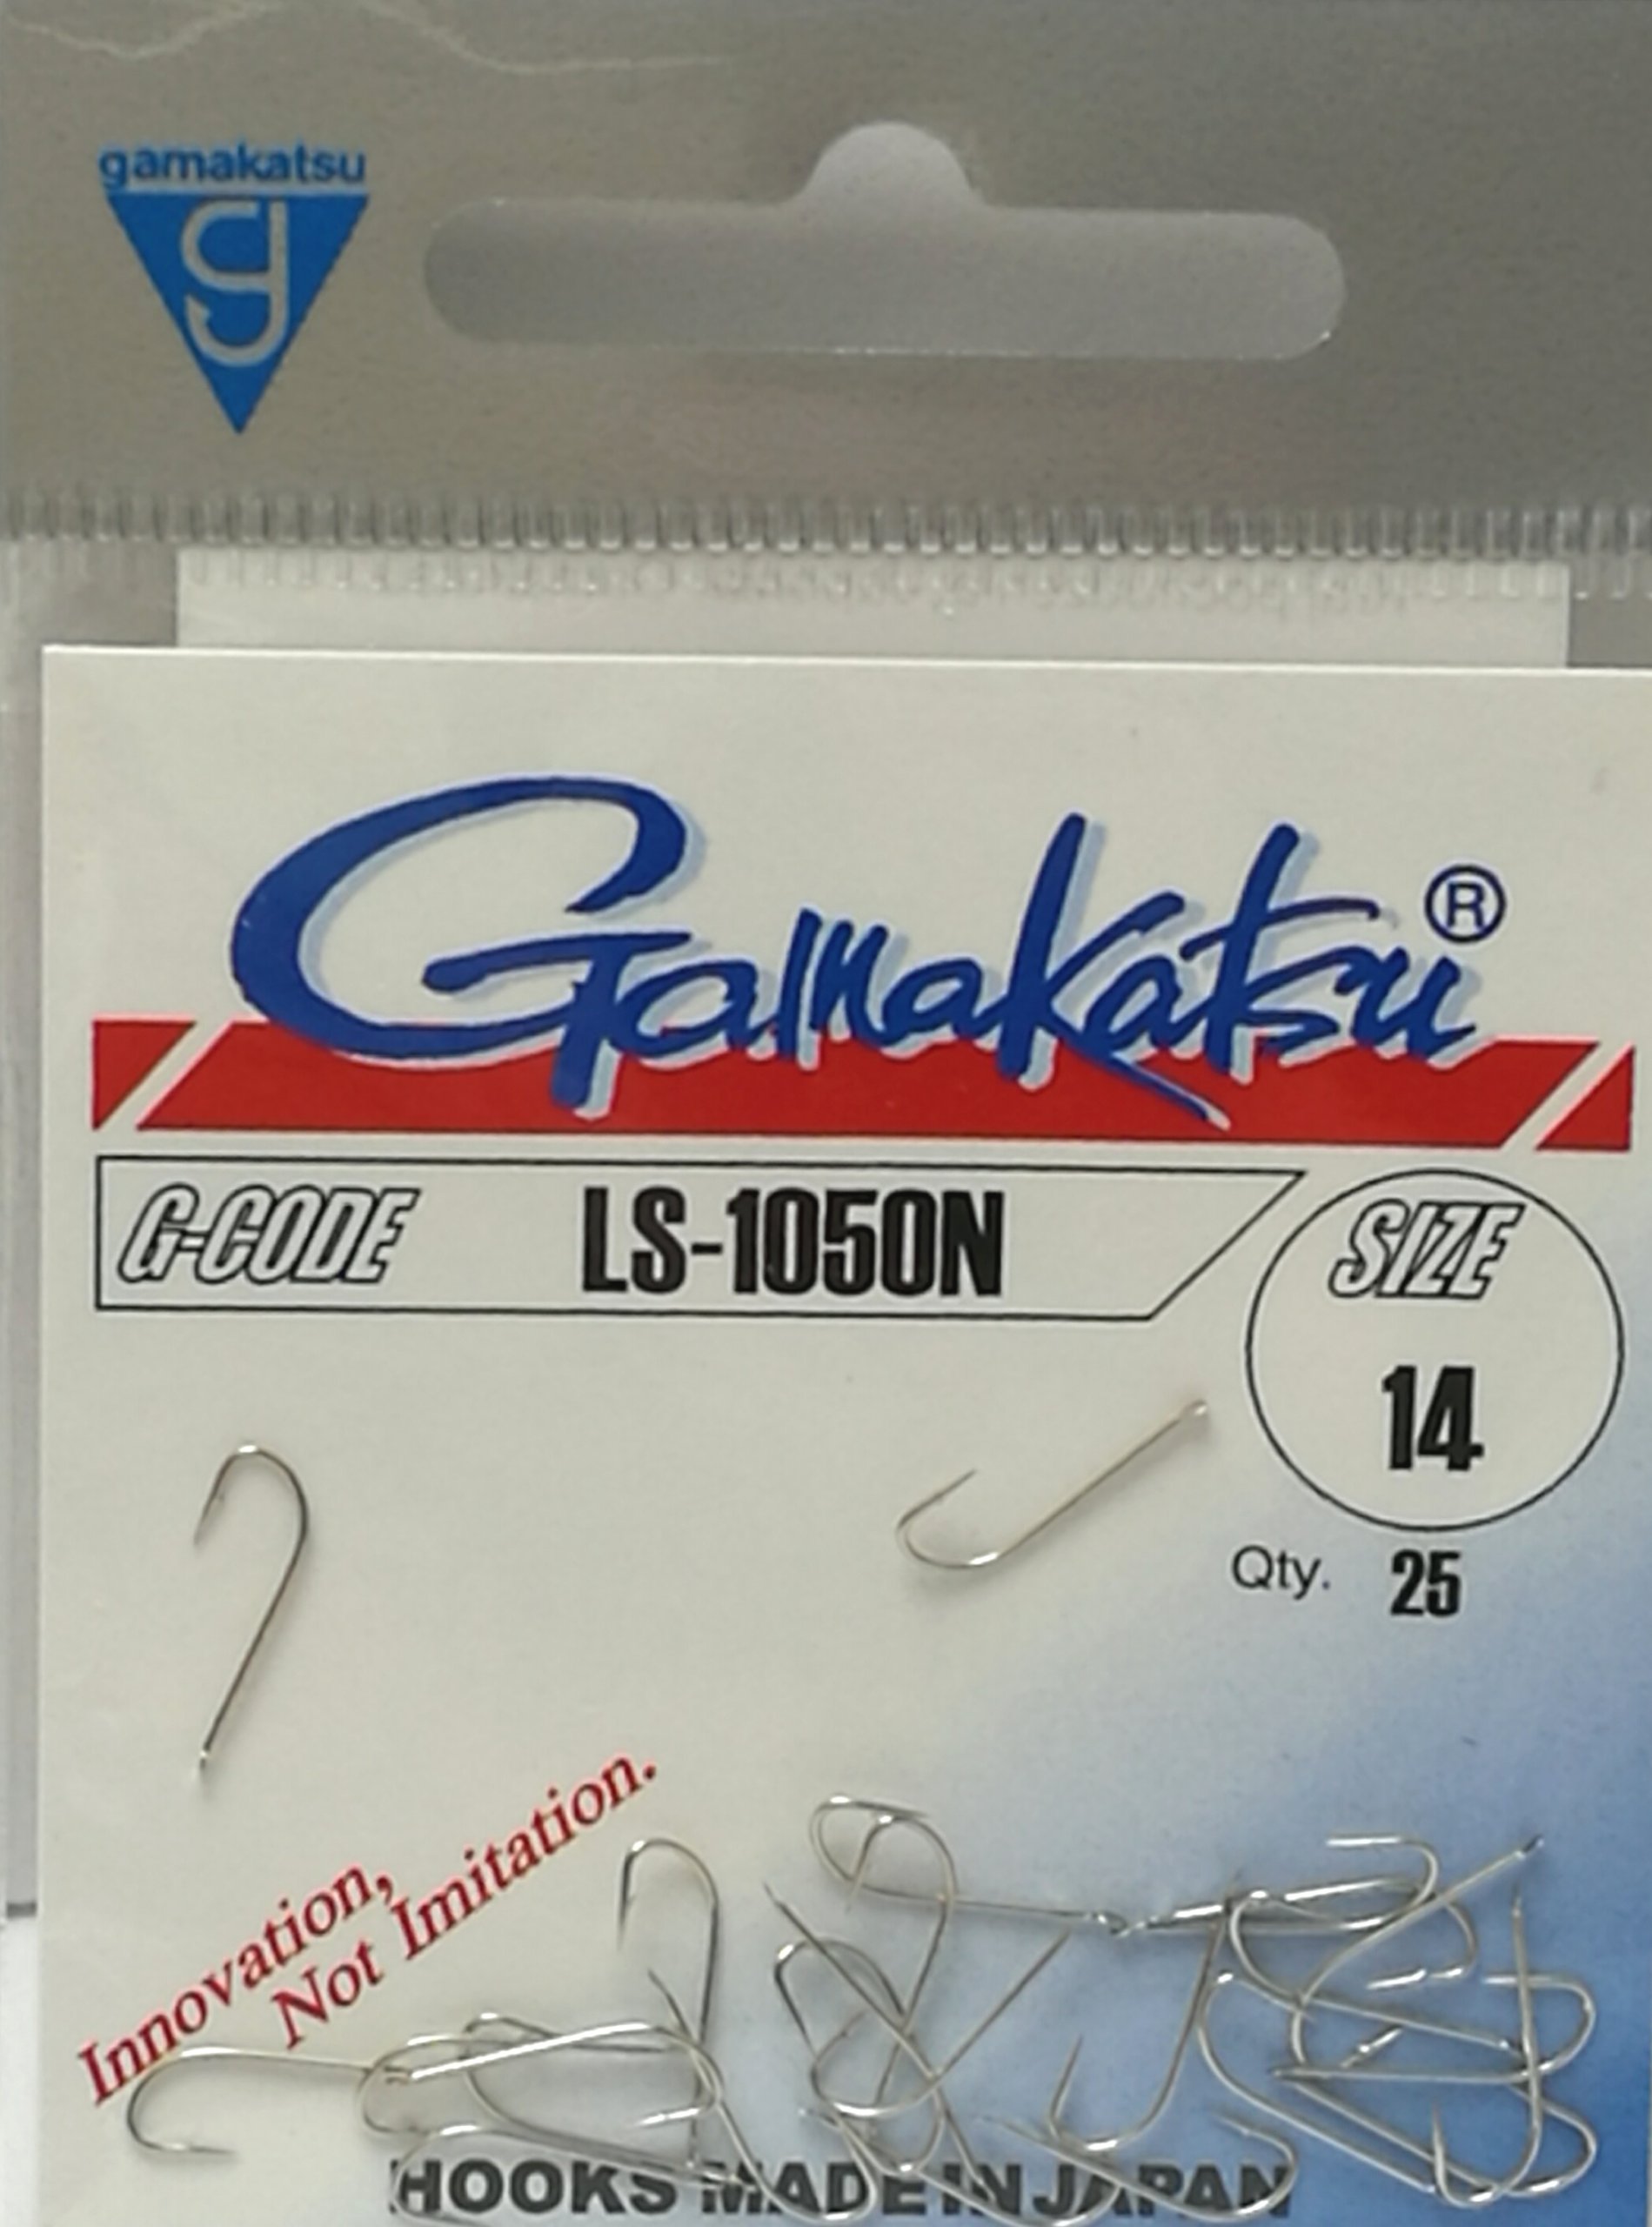 gamakatsu
g
Gamakatsu®
G-CODE LS-1050N
SIZE
14
Qty. 25
Innovation,
Not Imitation.
HOOKS MADE IN JAPAN